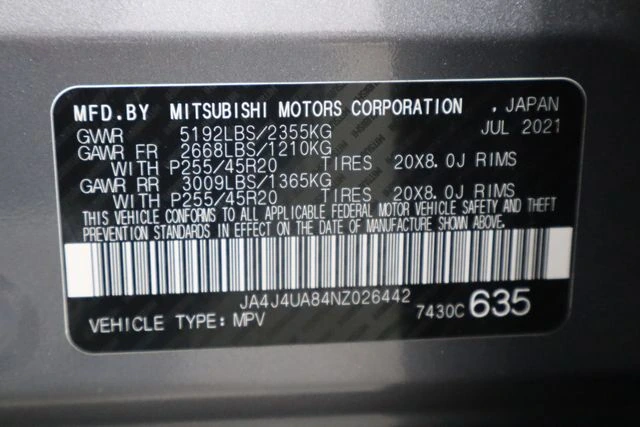 MFD.BY MITSUBISHI MOTORS CORPORATION , JAPAN
GVWR 5192LBS/2355KG JUL 2021
GAWR FR 2668LBS/1210KG
WITH P255/45R20 TIRES 20X8.0J RIMS
GAWR RR 3009LBS/1365KG
WITH P255/45R20 TIRES 20X8.0J RIMS
THIS VEHICLE CONFORMS TO ALL APPLICABLE FEDERAL MOTOR VEHICLE SAFETY AND THEFT
PREVENTION STANDARDS IN EFFECT ON THE DATE OF MANUFACTURE SHOWN ABOVE.
JA4J4UA84NZ026442
VEHICLE TYPE: MPV 7430C 635